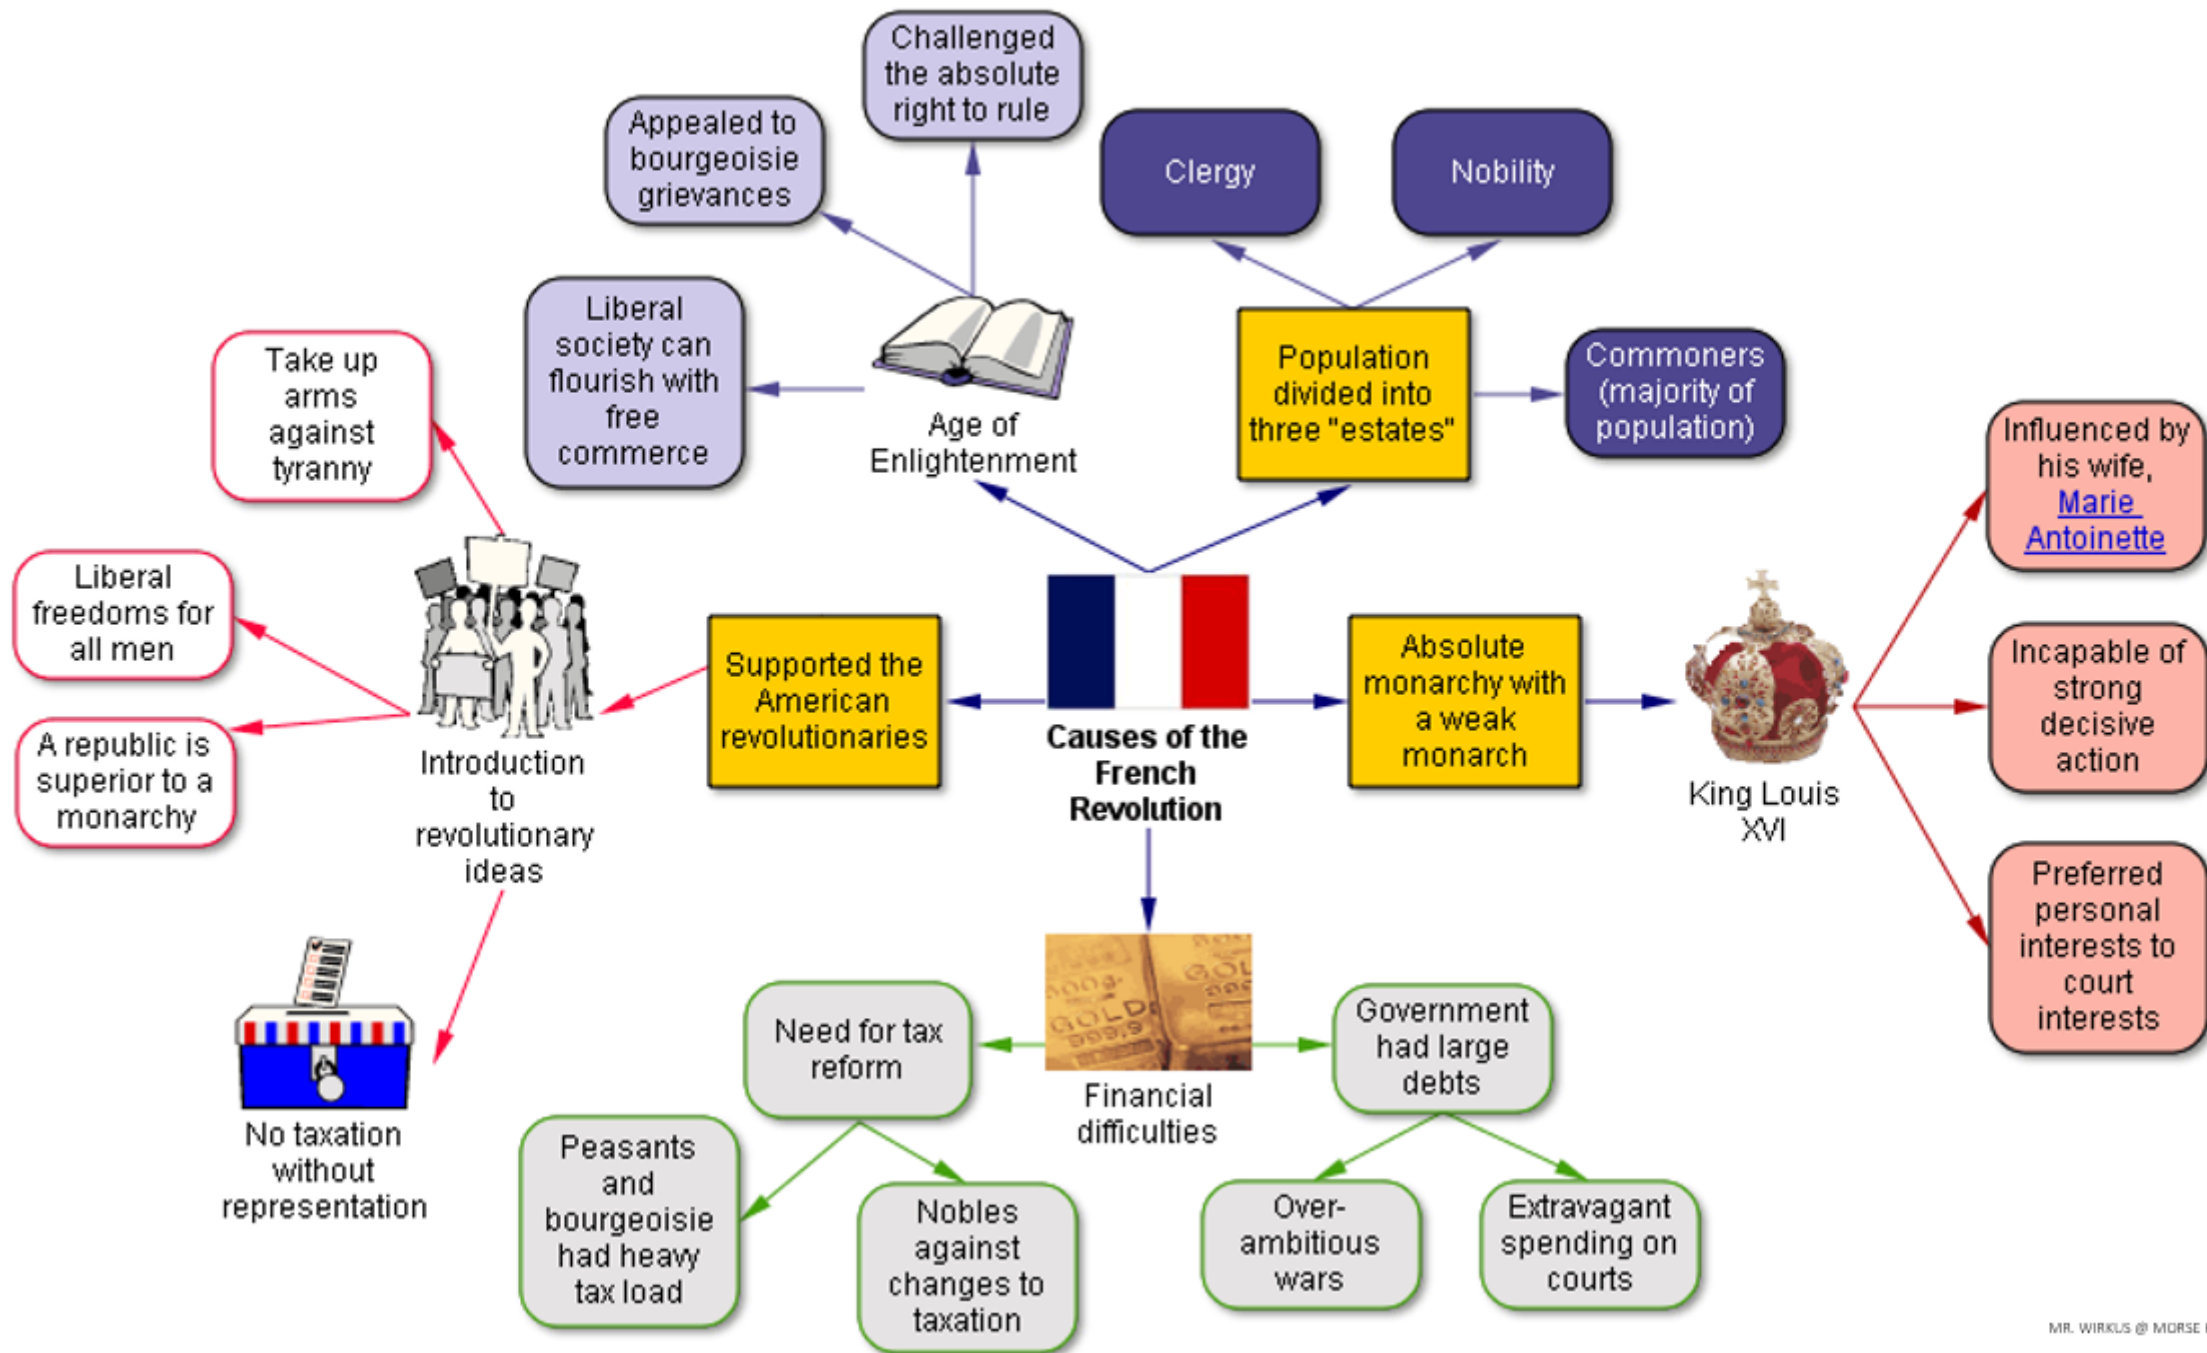 Challenged
the absolute
right to rule
Appealed to
bourgeoisie
grievances
Clergy
Nobility
Liberal
society can
flourish with
free
commerce
Age of
Enlightenment
Population
divided into
three "estates"
Commoners
(majority of
population)
Take up
arms
against
tyranny
Liberal
freedoms for
all men
A republic is
superior to a
monarchy
Introduction
to
revolutionary
ideas
Supported the
American
revolutionaries
Causes of the
French
Revolution
Absolute
monarchy with
a weak
monarch
King Louis
XVI
Influenced by
his wife,
Marie
Antoinette
Incapable of
strong
decisive
action
Preferred
personal
interests to
court
interests
No taxation
without
representation
Need for tax
reform
GOLD
999,9
GOLD
Financial
difficulties
Government
had large
debts
Peasants
and
bourgeoisie
had heavy
tax load
Nobles
against
changes to
taxation
Over-
ambitious
wars
Extravagant
spending on
courts
MR. WIRKUS @ MORSE